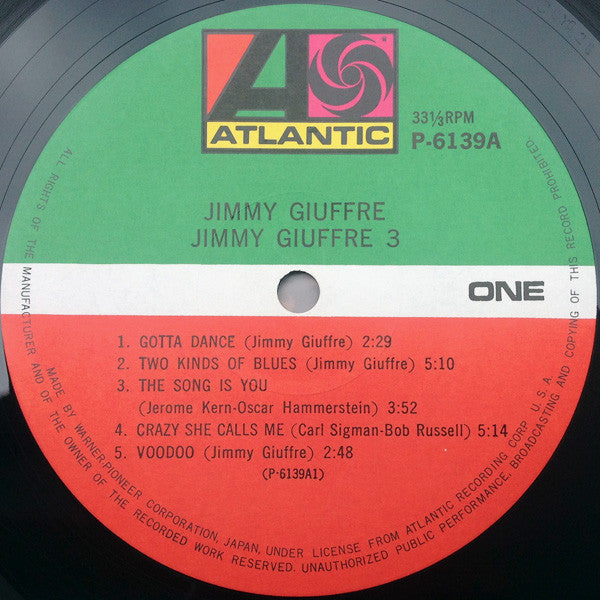 ATLANTIC
33⅓RPM
P-6139A
JIMMY GIUFFRE
JIMMY GIUFFRE 3
ONE
1. GOTTA DANCE (Jimmy Giuffre) 2:29
2. TWO KINDS OF BLUES (Jimmy Giuffre) 5:10
3. THE SONG IS YOU
(Jerome Kern-Oscar Hammerstein) 3:52
4. CRAZY SHE CALLS ME (Carl Sigman-Bob Russell) 5:14
5. VOODOO (Jimmy Giuffre) 2:48
(P-6139A1)
MADE BY WARNER-PIONEER CORPORATION, JAPAN, UNDER LICENSE FROM ATLANTIC RECORDING CORP. U.S.A.
ALL RIGHTS OF THE MANUFACTURER AND OF THE OWNER OF THE RECORDED WORK RESERVED. UNAUTHORIZED PUBLIC PERFORMANCE, BROADCASTING AND COPYING OF THIS RECORD PROHIBITED.